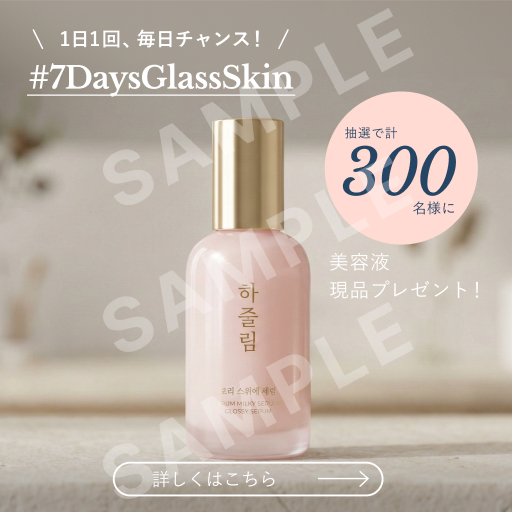 \ 1日1回、毎日チャンス！ /
#7DaysGlassSkin
抽選で計
300
名様に
美容液
現品プレゼント！
하
줄
림
SERUM
詳しくはこちら
SAMPLE
SAMPLE
SAMPLE